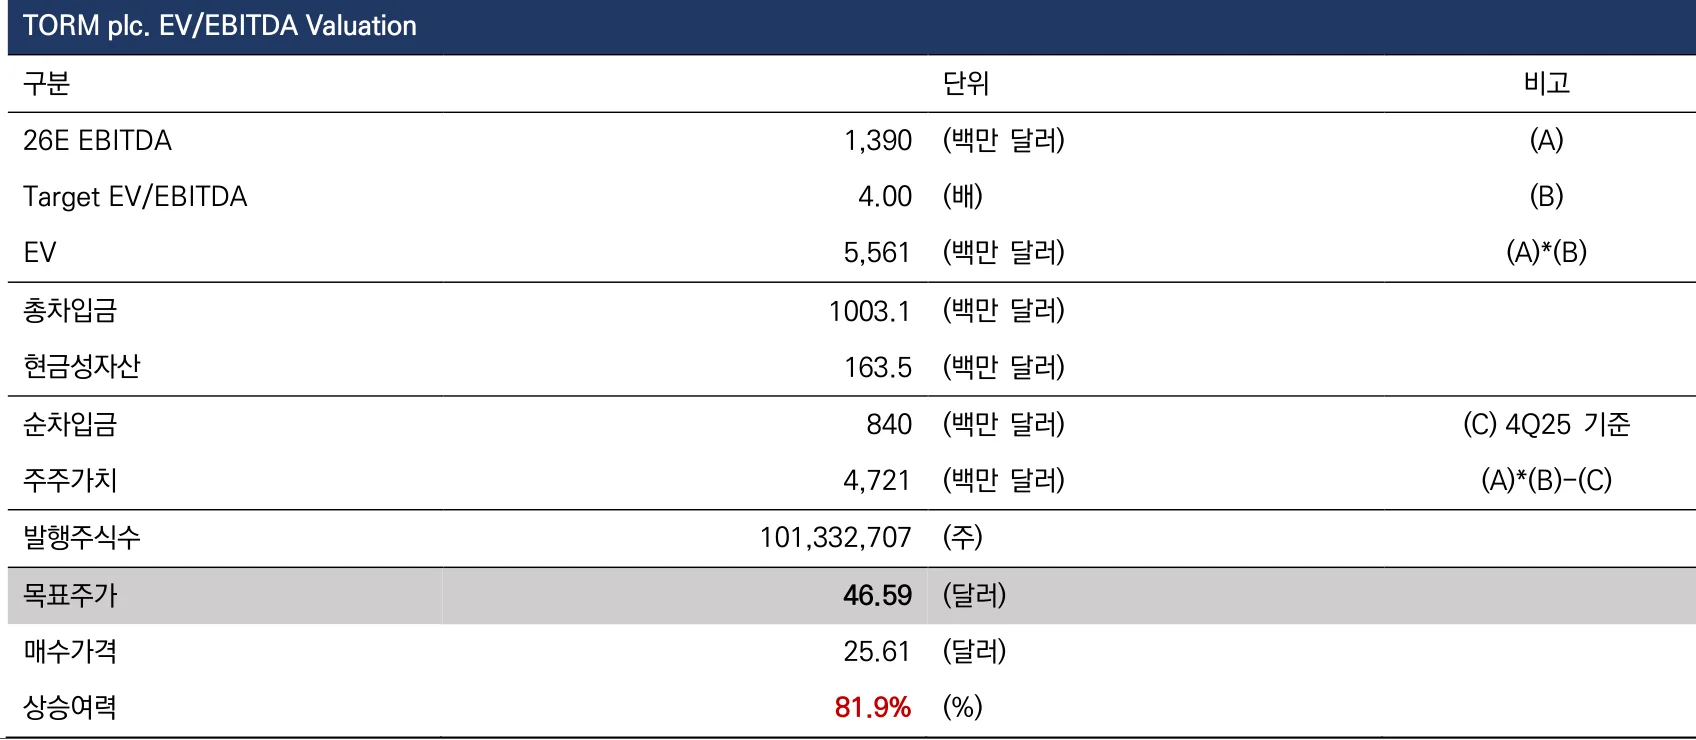 TORM plc. EV/EBITDA Valuation
구분 단위 비고
26E EBITDA 1,390 (백만 달러) (A)
Target EV/EBITDA 4.00 (배) (B)
EV 5,561 (백만 달러) (A)*(B)
총차입금 1003.1 (백만 달러)
현금성자산 163.5 (백만 달러)
순차입금 840 (백만 달러) (C) 4Q25 기준
주주가치 4,721 (백만 달러) (A)*(B)-(C)
발행주식수 101,332,707 (주)
목표주가 46.59 (달러)
매수가격 25.61 (달러)
상승여력 81.9% (%)